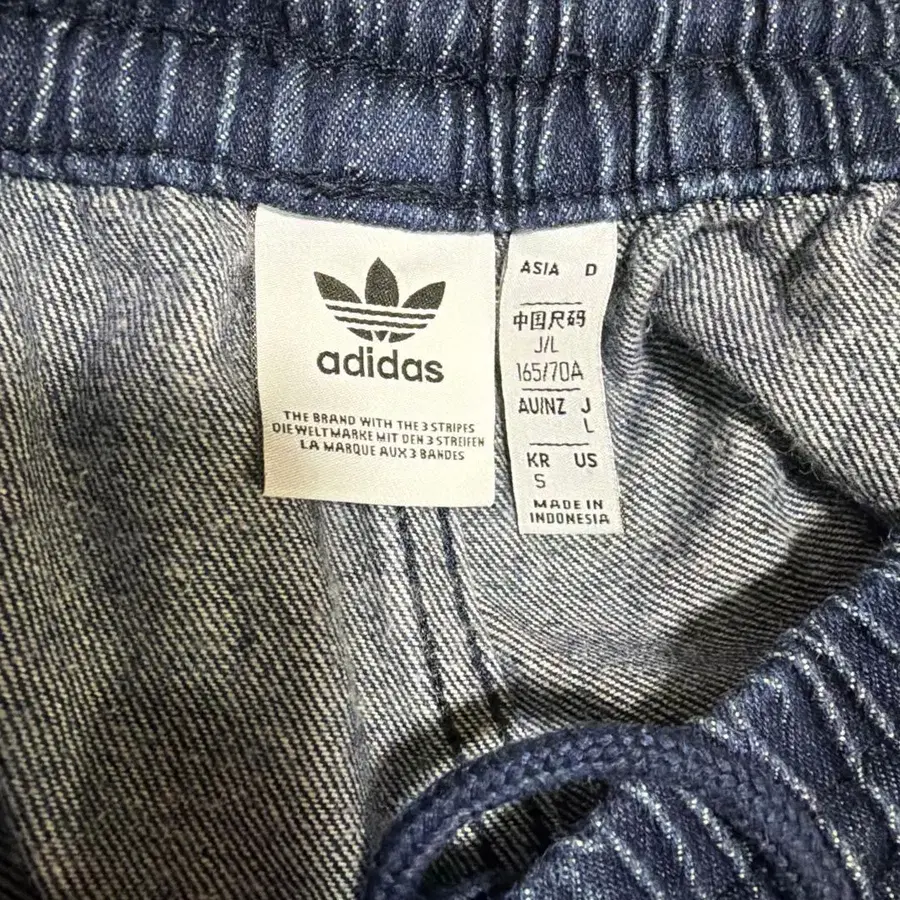 adidas
THE BRAND WITH THE 3 STRIPES
DIE WELTMARKE MIT DEN 3 STREIFEN
LA MARQUE AUX 3 BANDES
ASIA D
中国尺码
J/L
165/70A
AU/NZ J
L
KR US
S
MADE IN
INDONESIA